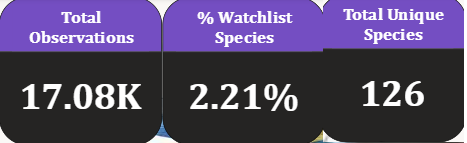 Total
Observations
17.08K
% Watchlist
Species
2.21%
Total Unique
Species
126